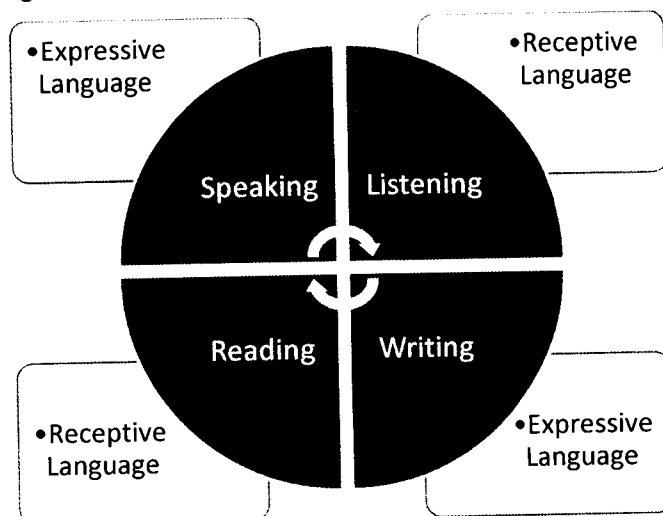 •Expressive
Language
•Receptive
Language
Speaking
Listening
Reading
Writing
•Receptive
Language
•Expressive
Language